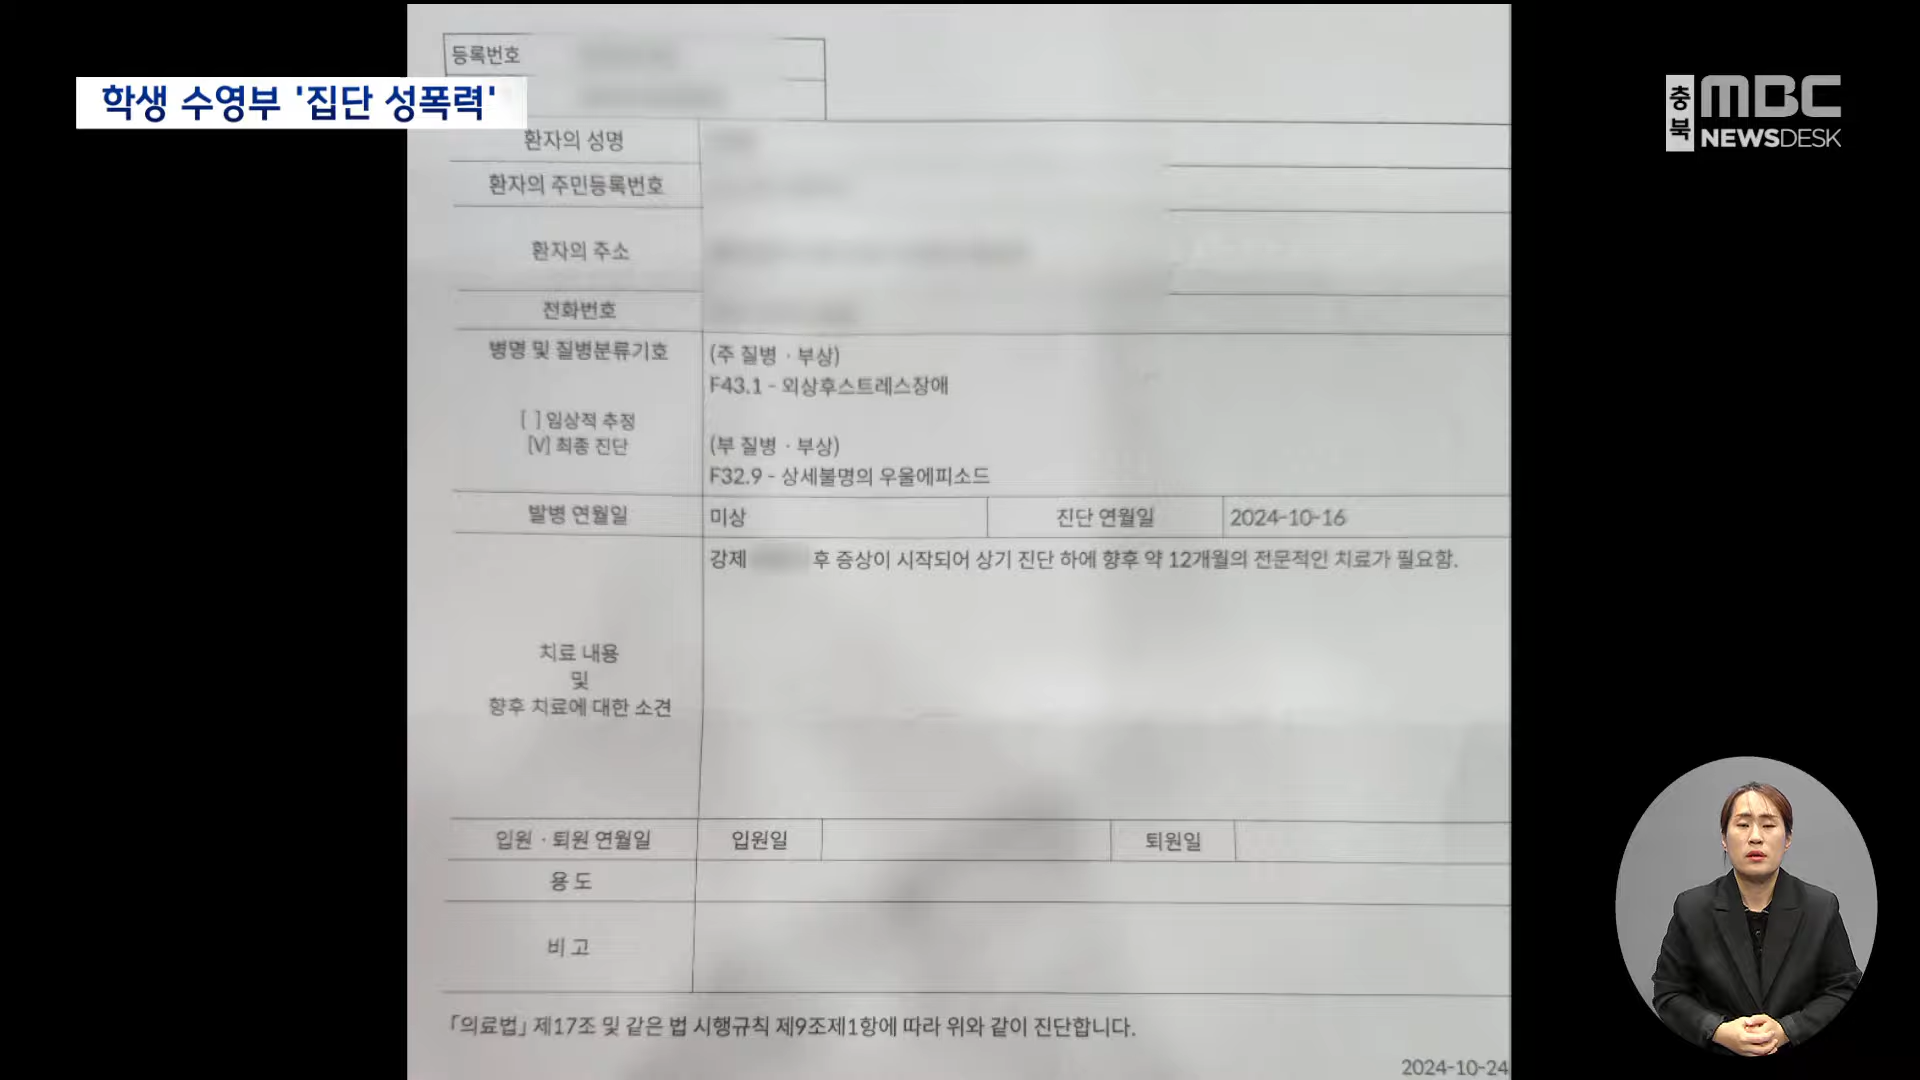 학생 수영부 '집단 성폭력'
충북 MBC
NEWSDESK
등록번호
환자의 성명
환자의 주민등록번호
환자의 주소
전화번호
병명 및 질병분류기호
[ ] 임상적 추정
[V] 최종 진단
(주 질병 · 부상)
F43.1 - 외상후스트레스장애
(부 질병 · 부상)
F32.9 - 상세불명의 우울에피소드
발병 연월일 미상 진단 연월일 2024-10-16
강제 후 증상이 시작되어 상기 진단 하에 향후 약 12개월의 전문적인 치료가 필요함.
치료 내용
및
향후 치료에 대한 소견
입원 · 퇴원 연월일 입원일 퇴원일
용 도
비 고
「의료법」 제17조 및 같은 법 시행규칙 제9조제1항에 따라 위와 같이 진단합니다.
2024-10-24